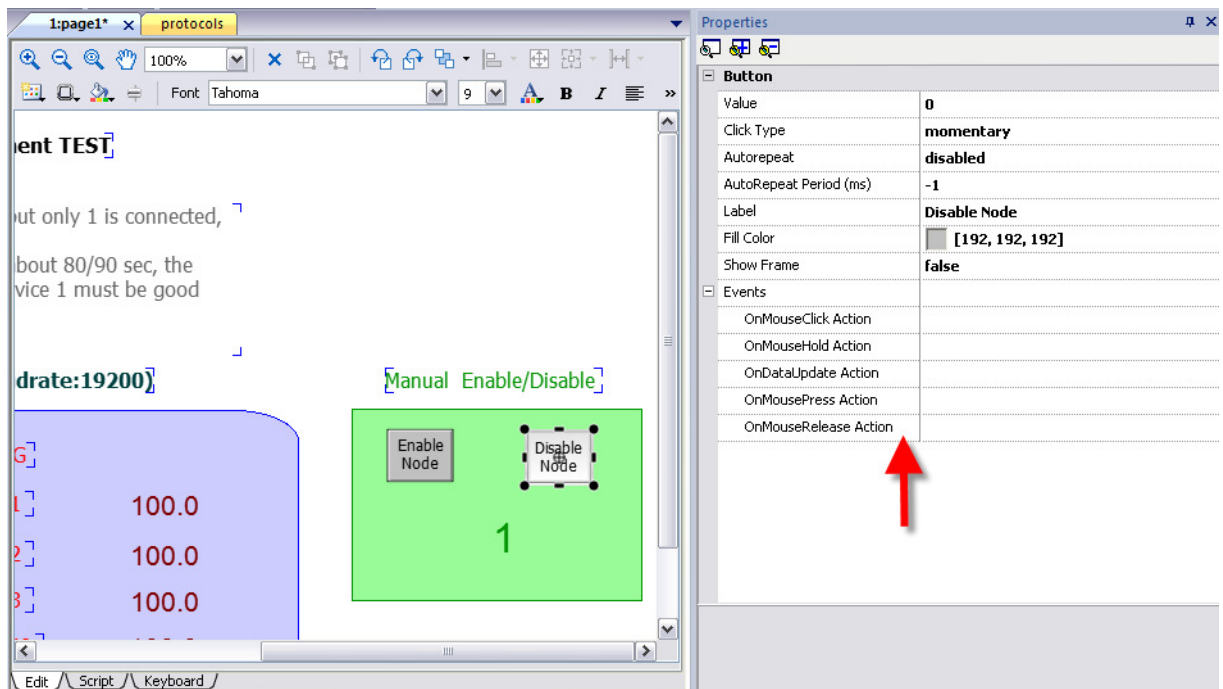 1:page1*
protocols
100%
Font Tahoma 9 A B I »
ent TEST
but only 1 is connected,
bout 80/90 sec, the
vice 1 must be good
drate:19200)
Manual Enable/Disable
G
Enable
Node
Disable
Node
1 100.0
1
2 100.0
3 100.0
Edit Script Keyboard
Properties
Button
Value 0
Click Type momentary
Autorepeat disabled
AutoRepeat Period (ms) -1
Label Disable Node
Fill Color [192, 192, 192]
Show Frame false
Events
OnMouseClick Action
OnMouseHold Action
OnDataUpdate Action
OnMousePress Action
OnMouseRelease Action